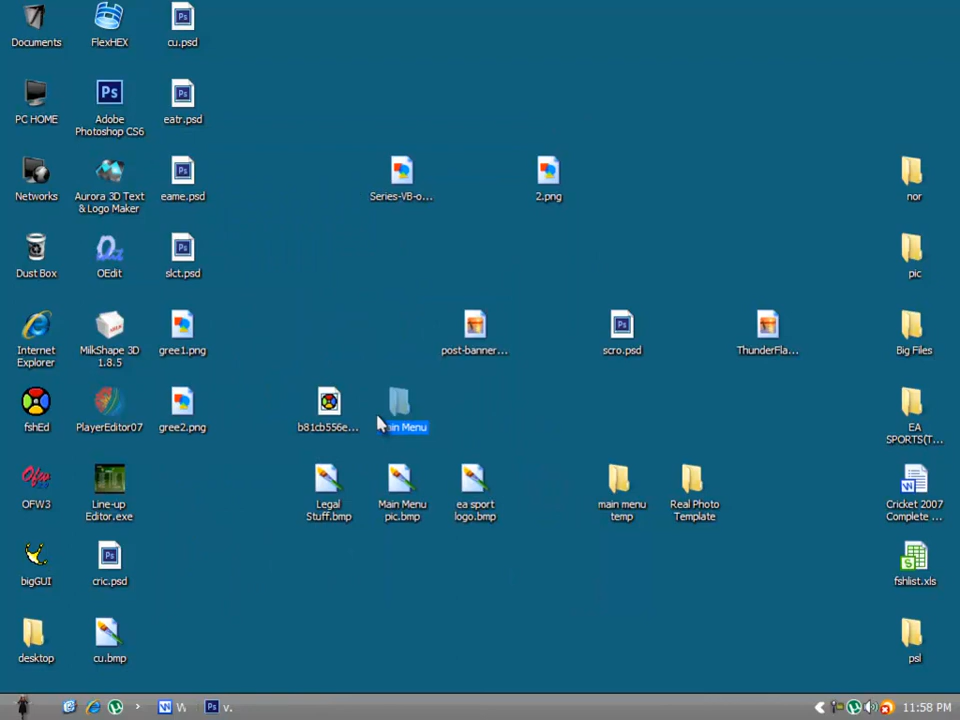 Documents
FlexHEX
cu.psd
PC HOME
Adobe
Photoshop CS6
eatr.psd
Networks
Aurora 3D Text
& Logo Maker
eame.psd
Series-VB-o...
2.png
nor
Dust Box
OEdit
slct.psd
pic
Internet
Explorer
MilkShape 3D
1.8.5
gree1.png
post-banner...
scro.psd
ThunderFla...
Big Files
fshEd
PlayerEditor07
gree2.png
b81cb556e...
in Menu
EA
SPORTS(T...
OFW3
Line-up
Editor.exe
Legal
Stuff.bmp
Main Menu
pic.bmp
ea sport
logo.bmp
main menu
temp
Real Photo
Template
Cricket 2007
Complete ...
bigGUI
cric.psd
fshlist.xls
desktop
cu.bmp
psl
v.
11:58 PM